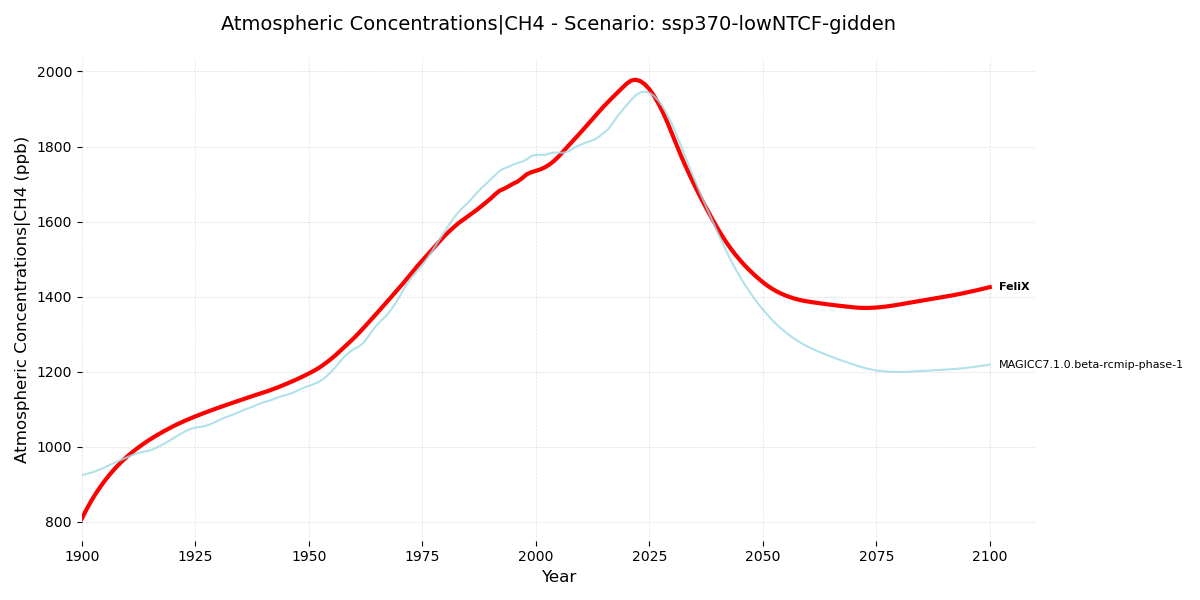 Atmospheric Concentrations|CH4 - Scenario: ssp370-lowNTCF-gidden
Atmospheric Concentrations|CH4 (ppb)
2000
1800
1600
1400
1200
1000
800
FeliX
MAGICC7.1.0.beta-rcmip-phase-1
1900 1925 1950 1975 2000 2025 2050 2075 2100
Year